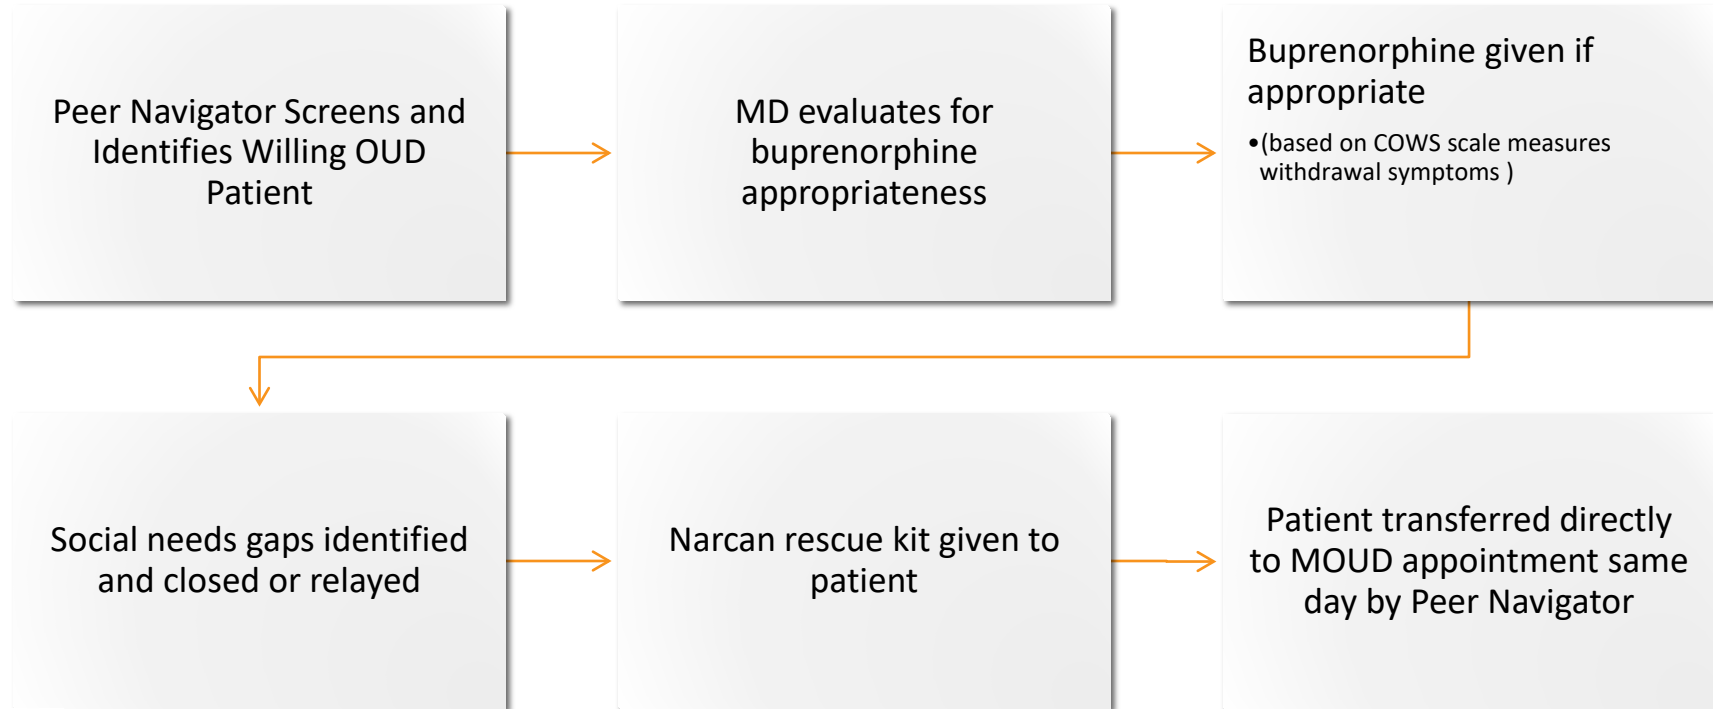 Peer Navigator Screens and
Identifies Willing OUD
Patient
MD evaluates for
buprenorphine
appropriateness
Buprenorphine given if
appropriate
•(based on COWS scale measures
withdrawal symptoms )
Social needs gaps identified
and closed or relayed
Narcan rescue kit given to
patient
Patient transferred directly
to MOUD appointment same
day by Peer Navigator